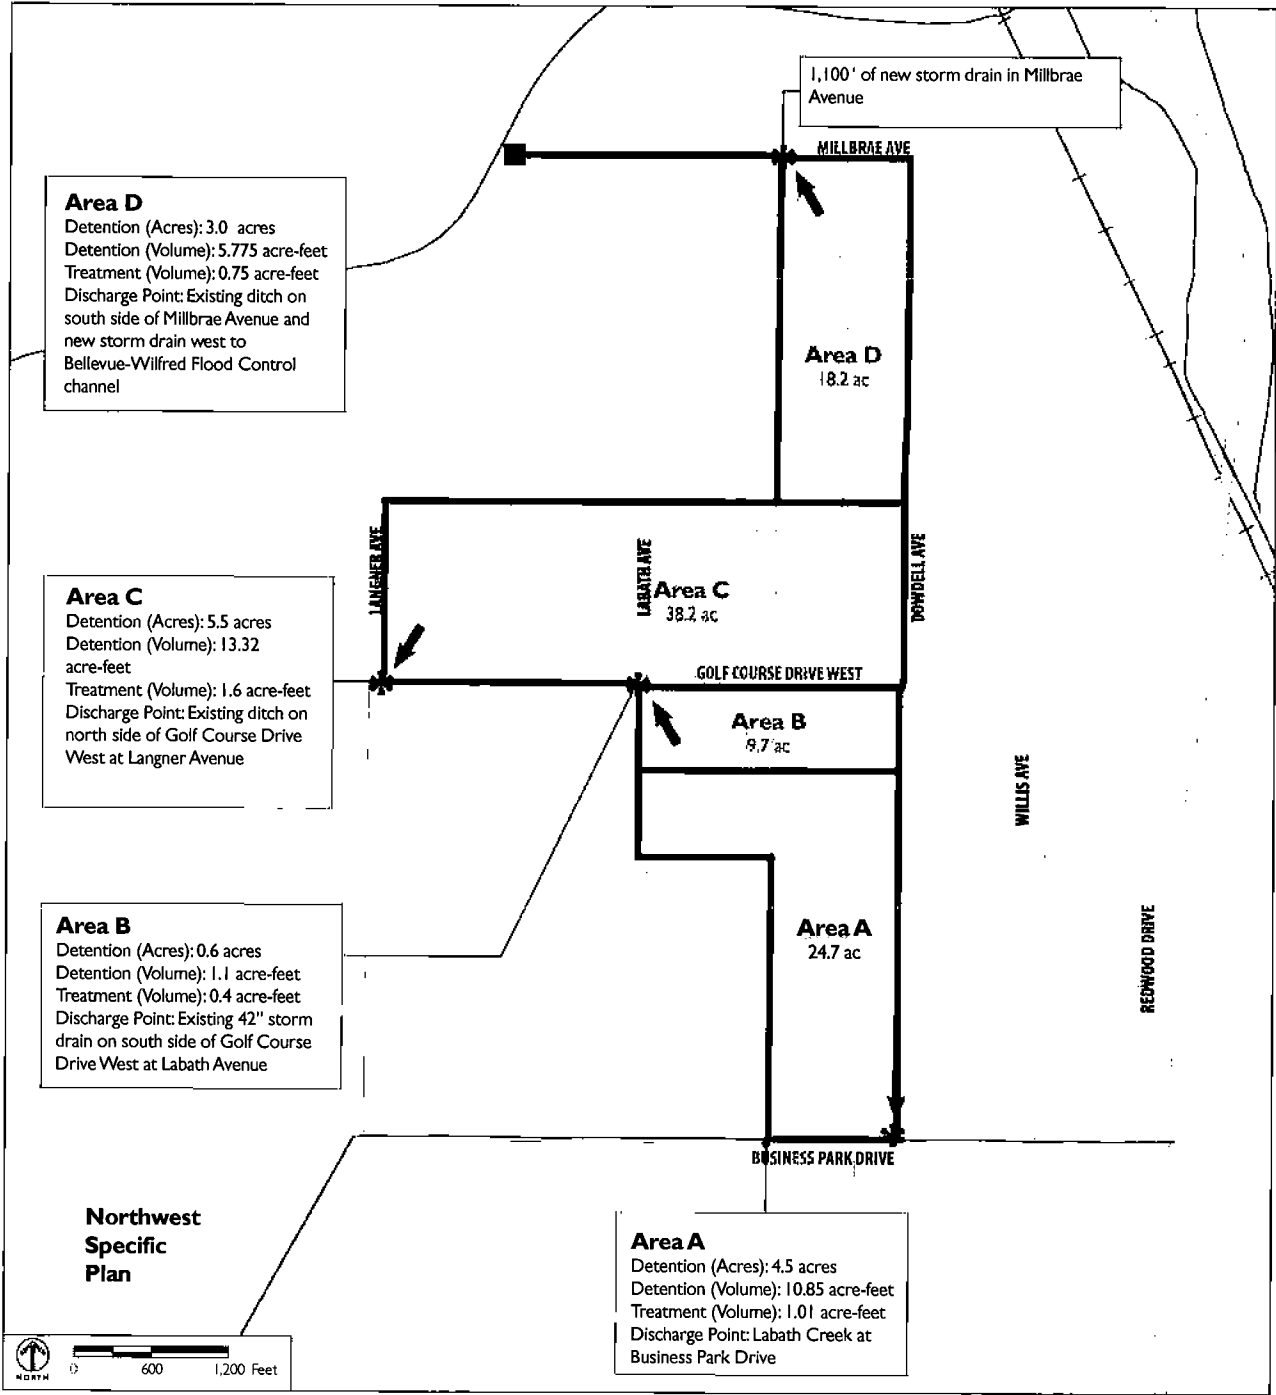 1,100' of new storm drain in Millbrae
Avenue
MILLBRAE AVE
Area D
Detention (Acres): 3.0 acres
Detention (Volume): 5.775 acre-feet
Treatment (Volume): 0.75 acre-feet
Discharge Point: Existing ditch on
south side of Millbrae Avenue and
new storm drain west to
Bellevue-Wilfred Flood Control
channel
Area D
18.2 ac
LANGNER AVE
LABATH AVE
DOWDELL AVE
Area C
38.2 ac
Area C
Detention (Acres): 5.5 acres
Detention (Volume): 13.32
acre-feet
Treatment (Volume): 1.6 acre-feet
Discharge Point: Existing ditch on
north side of Golf Course Drive
West at Langner Avenue
GOLF COURSE DRIVE WEST
Area B
9.7 ac
WILLIS AVE
Area B
Detention (Acres): 0.6 acres
Detention (Volume): 1.1 acre-feet
Treatment (Volume): 0.4 acre-feet
Discharge Point: Existing 42" storm
drain on south side of Golf Course
Drive West at Labath Avenue
Area A
24.7 ac
REDWOOD DRIVE
BUSINESS PARK DRIVE
Northwest
Specific
Plan
Area A
Detention (Acres): 4.5 acres
Detention (Volume): 10.85 acre-feet
Treatment (Volume): 1.01 acre-feet
Discharge Point: Labath Creek at
Business Park Drive
NORTH
0 600 1,200 Feet